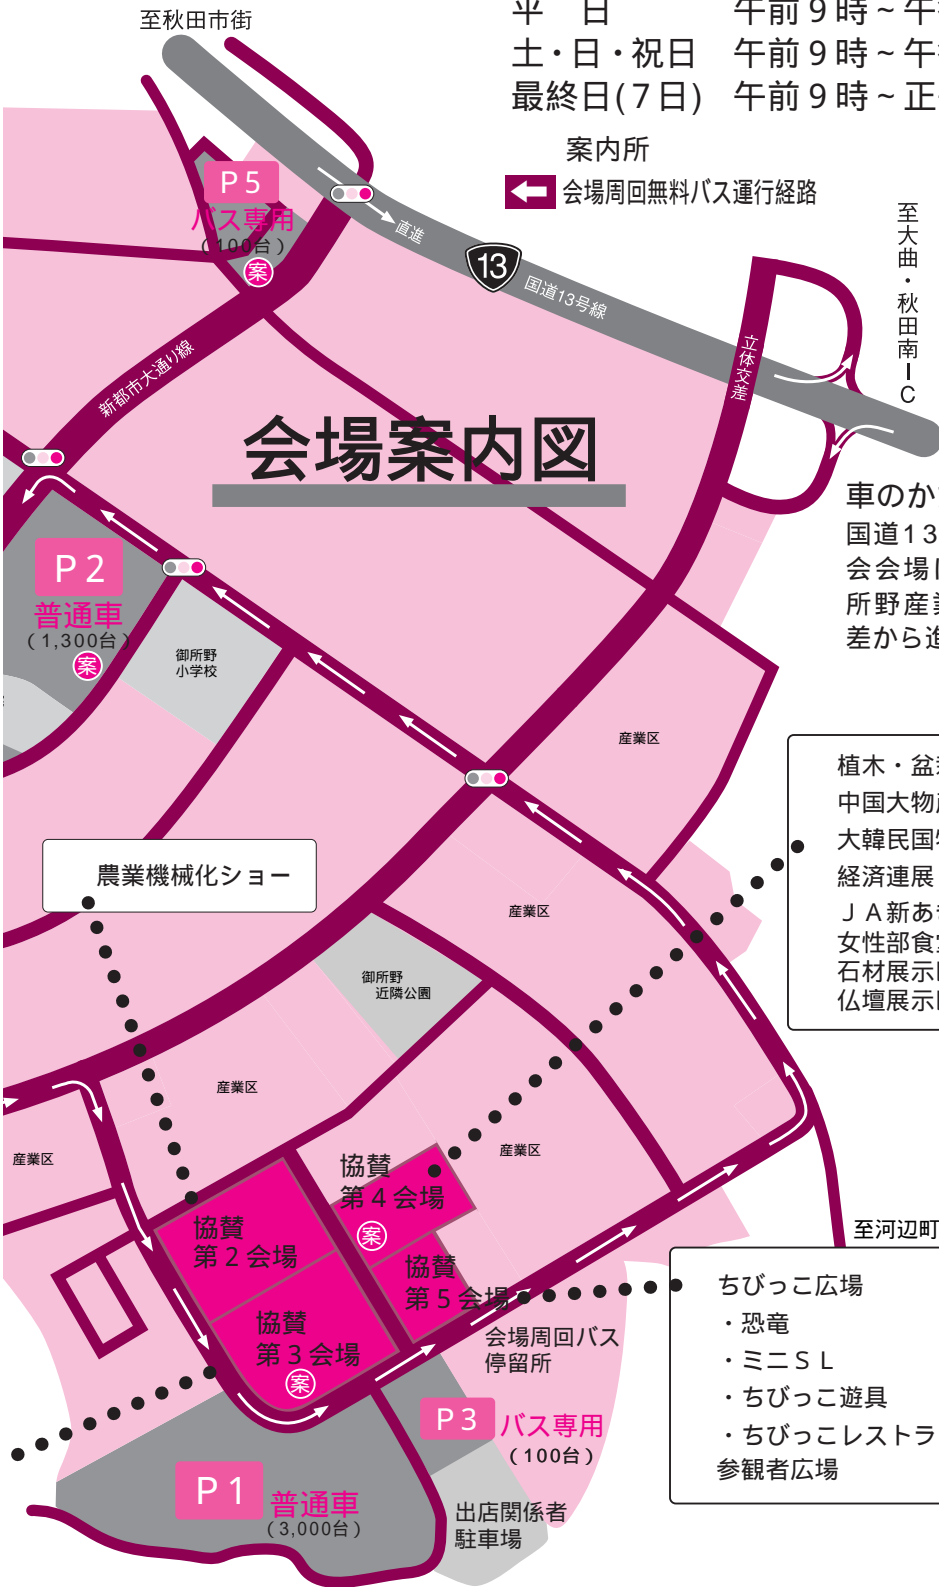 至秋田市街
平　日　午前９時～午
土・日・祝日　午前９時～午
最終日(７日)　午前９時～正
案内所
会場周回無料バス運行経路
至大曲・秋田南IC
P5
バス専用
（100台）
案
直進
13
国道13号線
立体交差
新都市大通り線
会場案内図
車のか
国道13
会会場
所野産
差から進
P2
普通車
（1,300台）
案
御所野
小学校
産業区
植木・盆
中国大物
大韓民国
経済連展
ＪＡ新あ
女性部食
石材展示
仏壇展示
農業機械化ショー
産業区
御所野
近隣公園
産業区
産業区
産業区
協賛
第４会場
案
協賛
第２会場
協賛
第５会場
協賛
第３会場
案
会場周回バス
停留所
至河辺町
ちびっこ広場
・恐竜
・ミニＳＬ
・ちびっこ遊具
・ちびっこレストラ
参観者広場
P3
バス専用
（100台）
P1
普通車
（3,000台）
出店関係者
駐車場